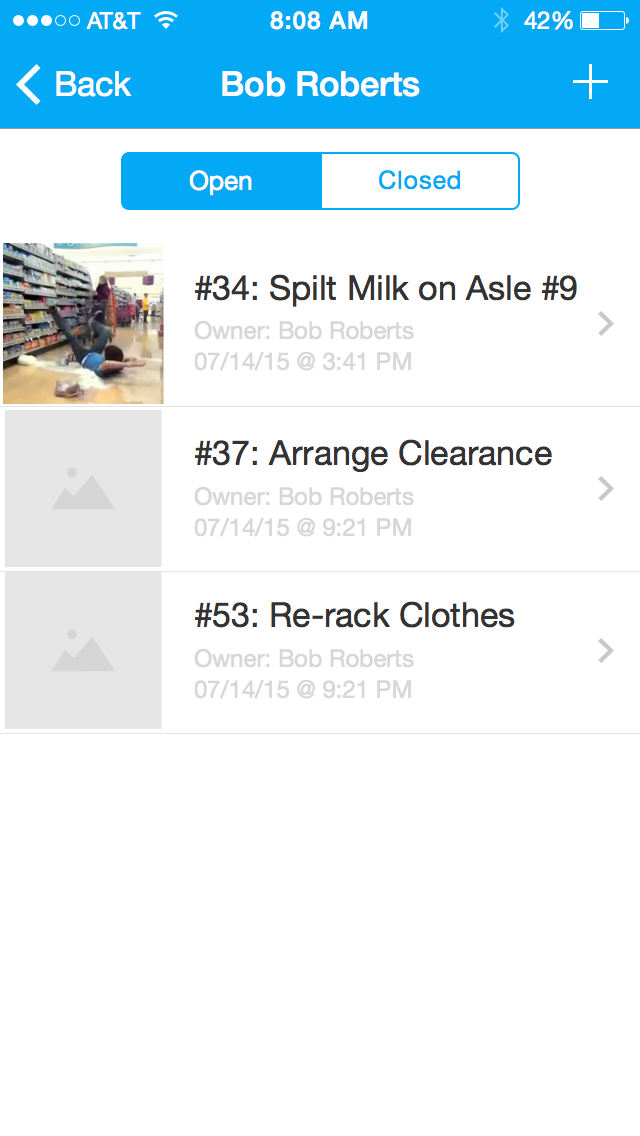 AT&T 8:08 AM 42%
Back Bob Roberts
Open Closed
#34: Spilt Milk on Asle #9
Owner: Bob Roberts
07/14/15 @ 3:41 PM
#37: Arrange Clearance
Owner: Bob Roberts
07/14/15 @ 9:21 PM
#53: Re-rack Clothes
Owner: Bob Roberts
07/14/15 @ 9:21 PM